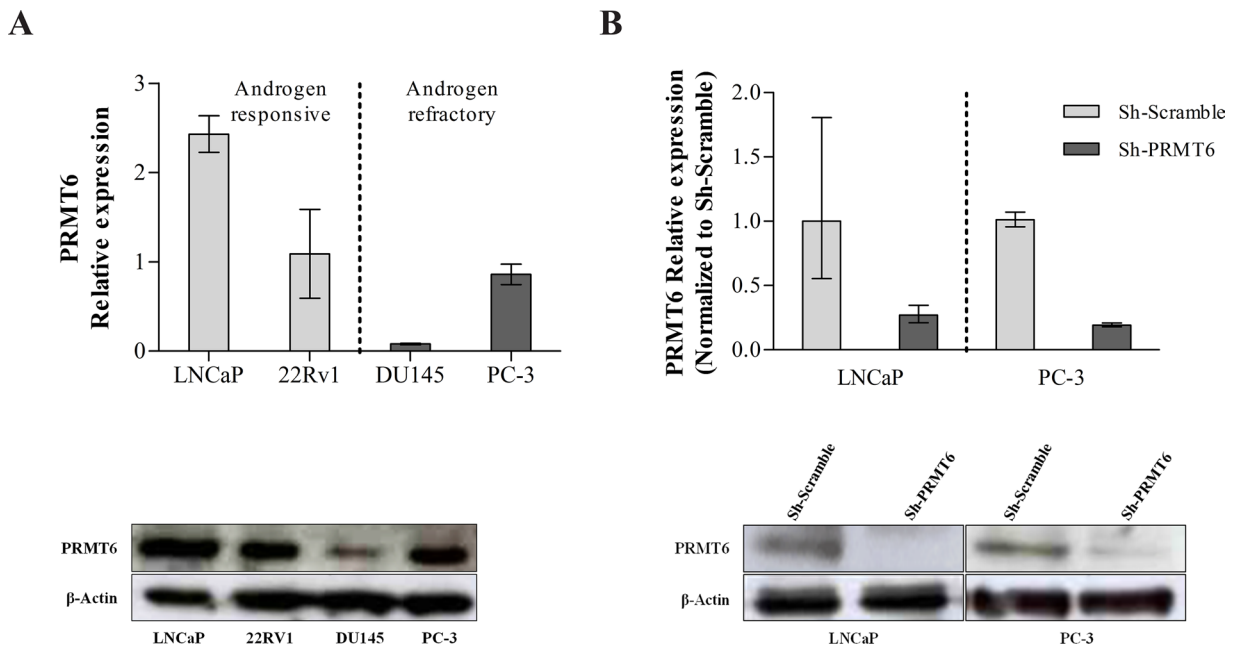 A
PRMT6
Relative expression
3
2
1
0
Androgen
responsive
Androgen
refractory
LNCaP 22Rv1 DU145 PC-3
PRMT6
β-Actin
LNCaP 22RV1 DU145 PC-3
B
PRMT6 Relative expression
(Normalized to Sh-Scramble)
2.0
1.5
1.0
0.5
0.0
Sh-Scramble
Sh-PRMT6
LNCaP PC-3
Sh-Scramble Sh-PRMT6 Sh-Scramble Sh-PRMT6
PRMT6
β-Actin
LNCaP PC-3